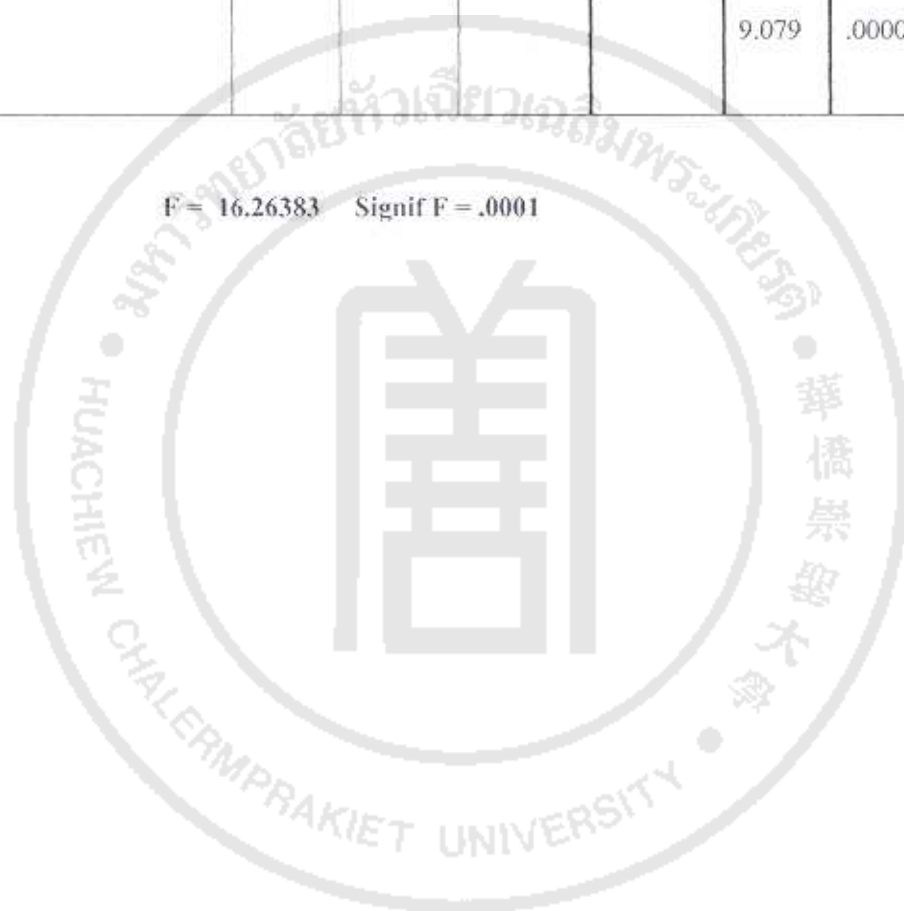 9.079 .0000
F = 16.26383 Signif F = .0001
มหาวิทยาลัยหัวเฉียวเฉลิมพระเกียรติ
華僑崇聖大學
HUACHIEW CHALERMPRAKIET UNIVERSITY